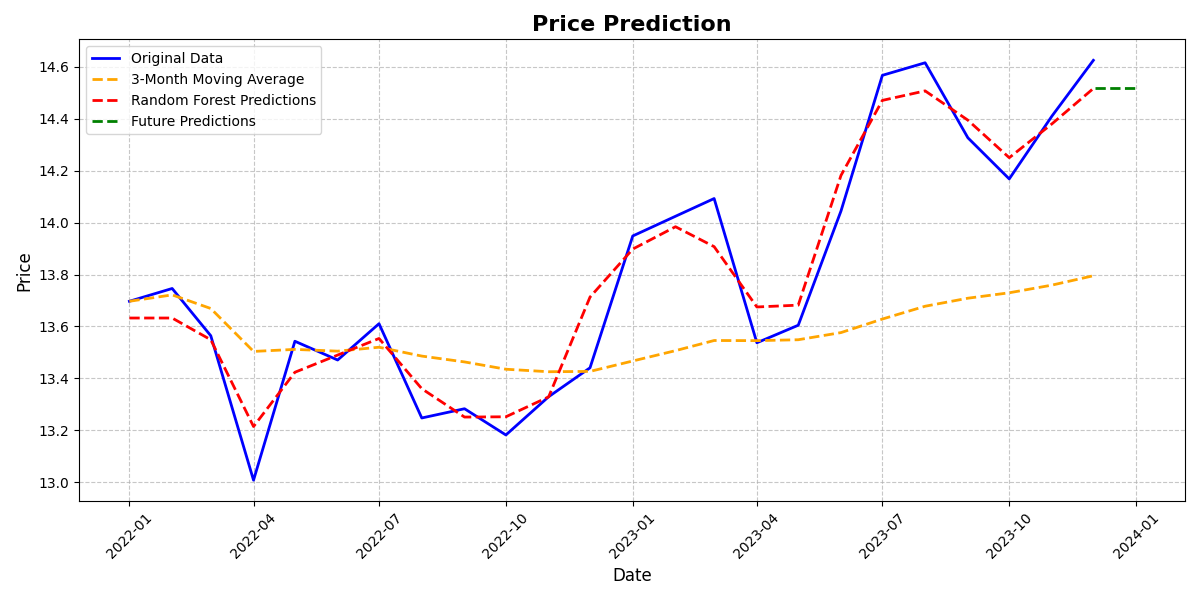 Price Prediction
Original Data
3-Month Moving Average
Random Forest Predictions
Future Predictions
Price
14.6
14.4
14.2
14.0
13.8
13.6
13.4
13.2
13.0
2022-01
2022-04
2022-07
2022-10
2023-01
2023-04
2023-07
2023-10
2024-01
Date